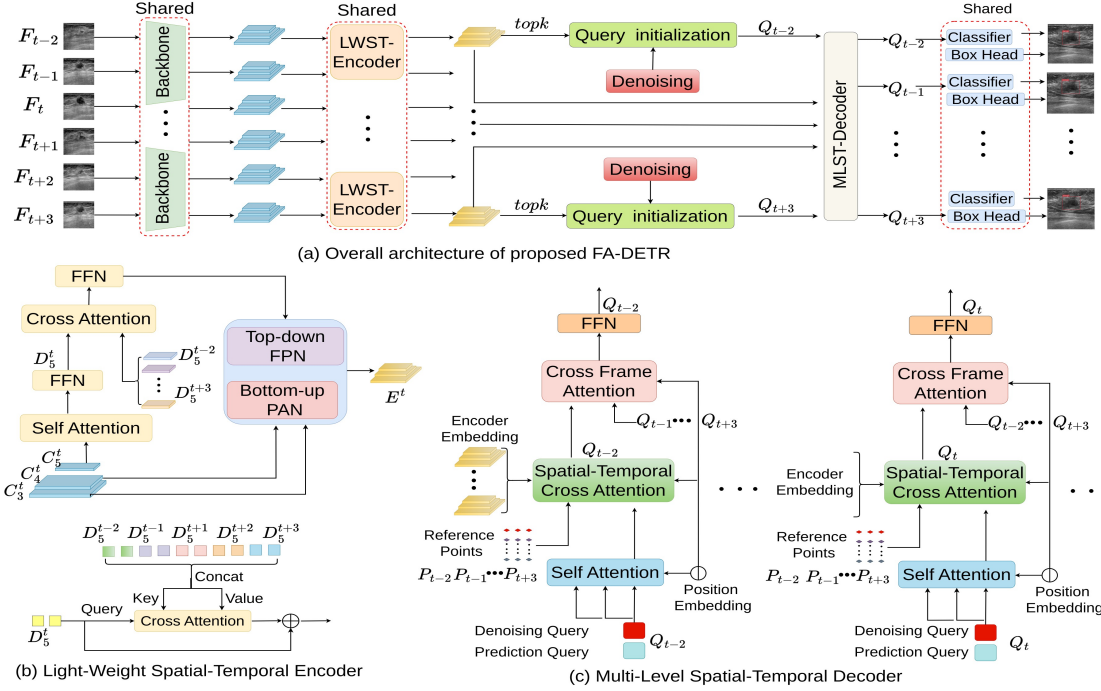 Shared
Shared
Shared
F_{t-2}
Backbone
LWST-
Encoder
topk
Query initialization
Q_{t-2}
Q_{t-2}
Classifier
Box Head
F_{t-1}
Denoising
Q_{t-1}
Classifier
Box Head
F_t
MLST-Decoder
F_{t+1}
F_{t+2}
Backbone
LWST-
Encoder
Denoising
Classifier
F_{t+3}
topk
Query initialization
Q_{t+3}
Q_{t+3}
Box Head
(a) Overall architecture of proposed FA-DETR
FFN
Cross Attention
D_5^t
FFN
D_5^{t-2}
D_5^{t+3}
Self Attention
C_5^t
C_4^t
C_3^t
Top-down
FPN
Bottom-up
PAN
E^t
D_5^{t-2} D_5^{t-1} D_5^{t+1} D_5^{t+2} D_5^{t+3}
Concat
Key
Value
Query
Cross Attention
D_5^t
(b) Light-Weight Spatial-Temporal Encoder
Q_{t-2}
FFN
Cross Frame
Attention
Q_{t-1} ••• Q_{t+3}
Encoder
Embedding
Q_{t-2}
Spatial-Temporal
Cross Attention
Reference
Points
P_{t-2} P_{t-1} ••• P_{t+3}
Self Attention
Position
Embedding
Denoising Query
Prediction Query
Q_{t-2}
Q_t
FFN
Cross Frame
Attention
Q_{t-2} ••• Q_{t+3}
Encoder
Embedding
Q_t
Spatial-Temporal
Cross Attention
Reference
Points
P_{t-2} P_{t-1} ••• P_{t+3}
Self Attention
Position
Embedding
Denoising Query
Prediction Query
Q_t
(c) Multi-Level Spatial-Temporal Decoder